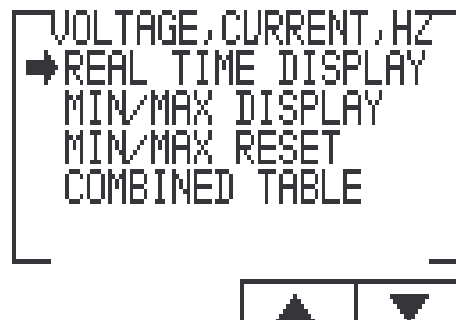 VOLTAGE,CURRENT,HZ
REAL TIME DISPLAY
MIN/MAX DISPLAY
MIN/MAX RESET
COMBINED TABLE